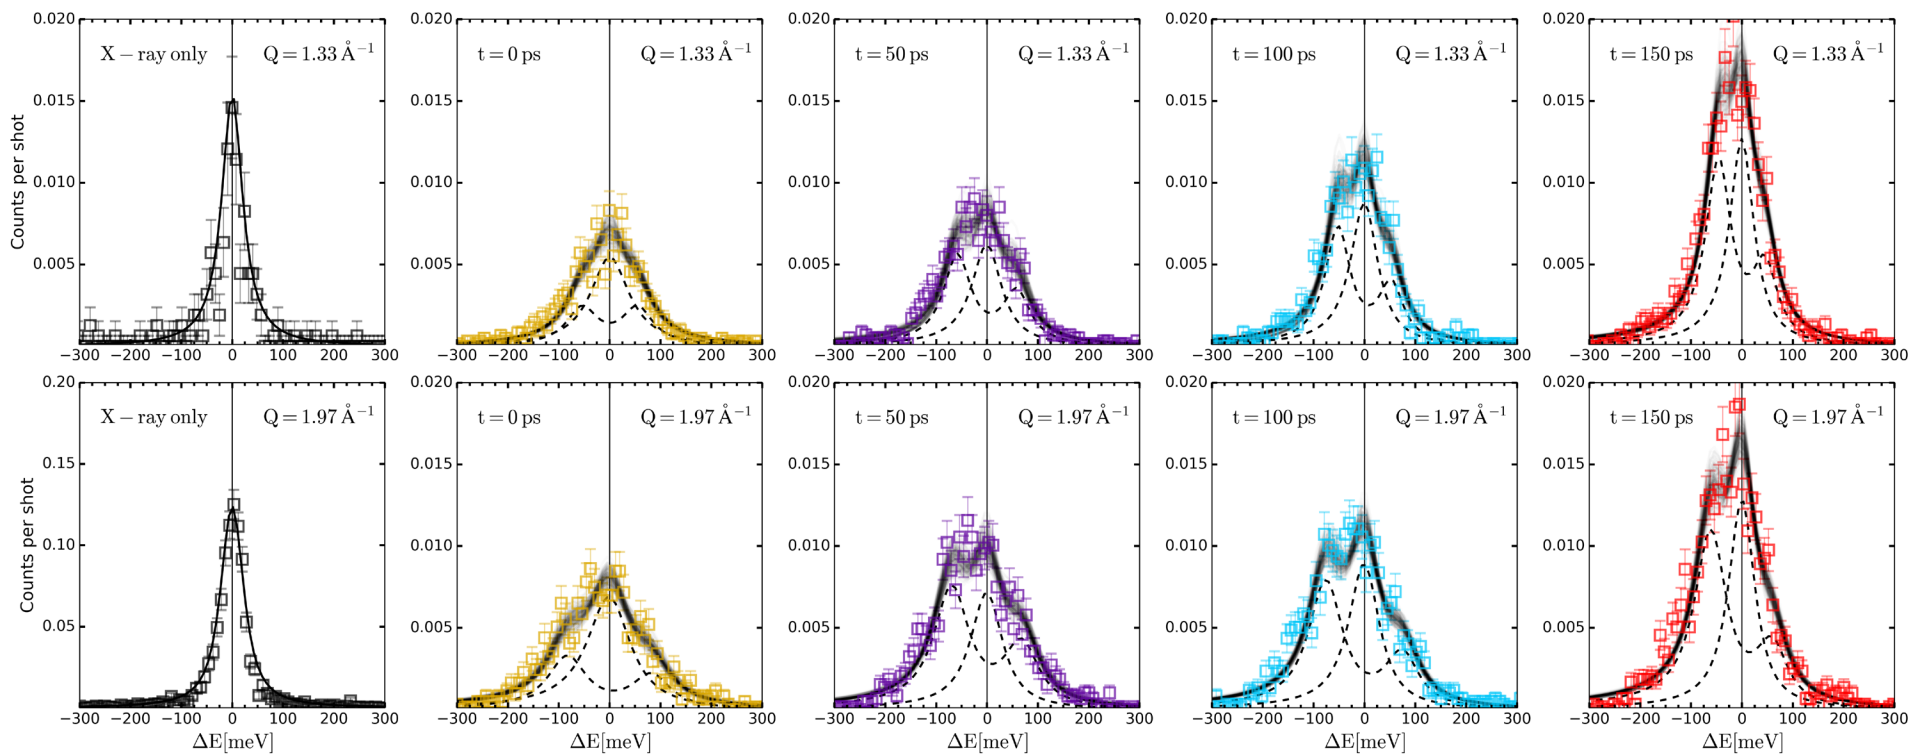 0.020
0.015
0.010
0.005
Counts per shot
X − ray only Q = 1.33 Å⁻¹
−300 −100 0 100 300
0.020
0.015
0.010
0.005
t = 0 ps Q = 1.33 Å⁻¹
−300 −200 −100 0 100 200 300
0.020
0.015
0.010
0.005
t = 50 ps Q = 1.33 Å⁻¹
−300 −200 −100 0 100 200 300
0.020
0.015
0.010
0.005
t = 100 ps Q = 1.33 Å⁻¹
−300 −200 −100 0 100 200 300
0.020
0.015
0.010
0.005
t = 150 ps Q = 1.33 Å⁻¹
−300 −200 −100 0 100 200 300
0.20
0.15
0.10
0.05
Counts per shot
X − ray only Q = 1.97 Å⁻¹
−300 −100 0 100 300
ΔE[meV]
0.020
0.015
0.010
0.005
t = 0 ps Q = 1.97 Å⁻¹
−300 −200 −100 0 100 200 300
ΔE[meV]
0.020
0.015
0.010
0.005
t = 50 ps Q = 1.97 Å⁻¹
−300 −200 −100 0 100 200 300
ΔE[meV]
0.020
0.015
0.010
0.005
t = 100 ps Q = 1.97 Å⁻¹
−300 −200 −100 0 100 200 300
ΔE[meV]
0.020
0.015
0.010
0.005
t = 150 ps Q = 1.97 Å⁻¹
−300 −200 −100 0 100 200 300
ΔE[meV]